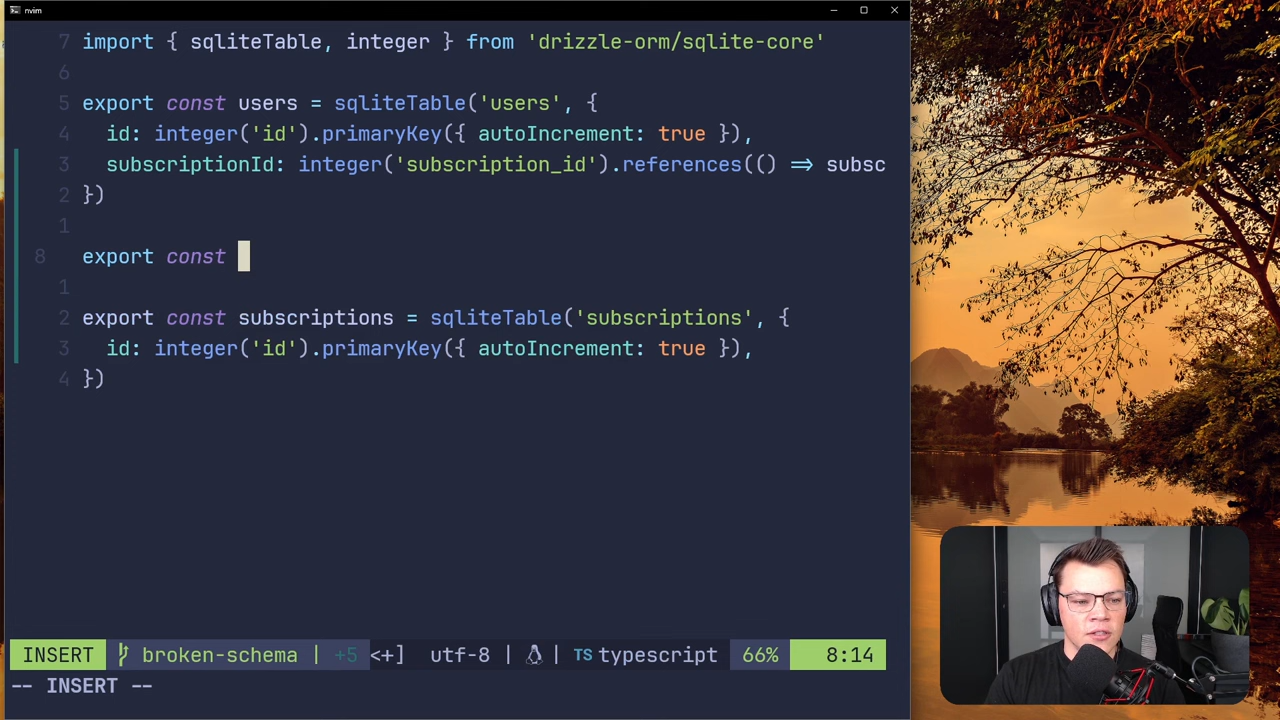 nvim
7 import { sqliteTable, integer } from 'drizzle-orm/sqlite-core'
6
5 export const users = sqliteTable('users', {
4 id: integer('id').primaryKey({ autoIncrement: true }),
3 subscriptionId: integer('subscription_id').references(() => subsc
2 })
1
8 export const
1
2 export const subscriptions = sqliteTable('subscriptions', {
3 id: integer('id').primaryKey({ autoIncrement: true }),
4 })
INSERT broken-schema | +5 <+] utf-8 | | TS typescript 66% 8:14
-- INSERT --